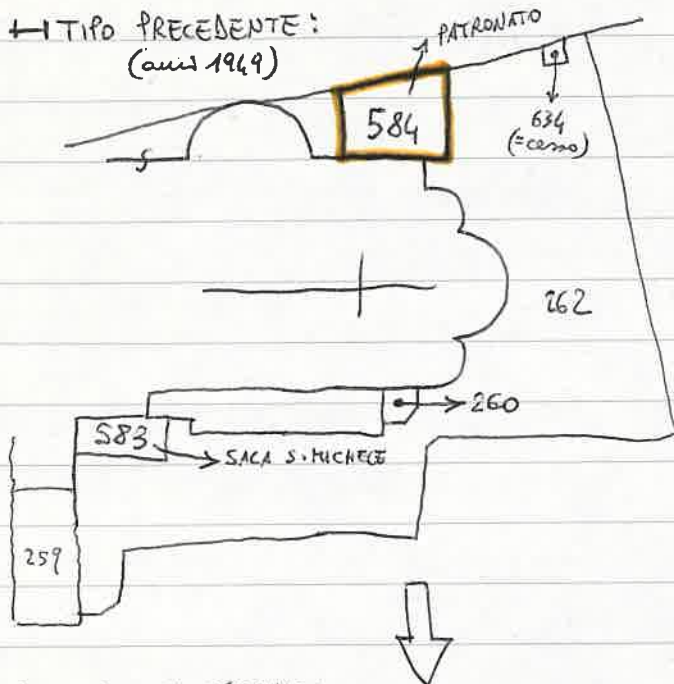 TIPO PRECEDENTE:
(anni 1949)
PATRONATO
584
634
(=cesso)
262
260
583
SALA S. MICHELE
259